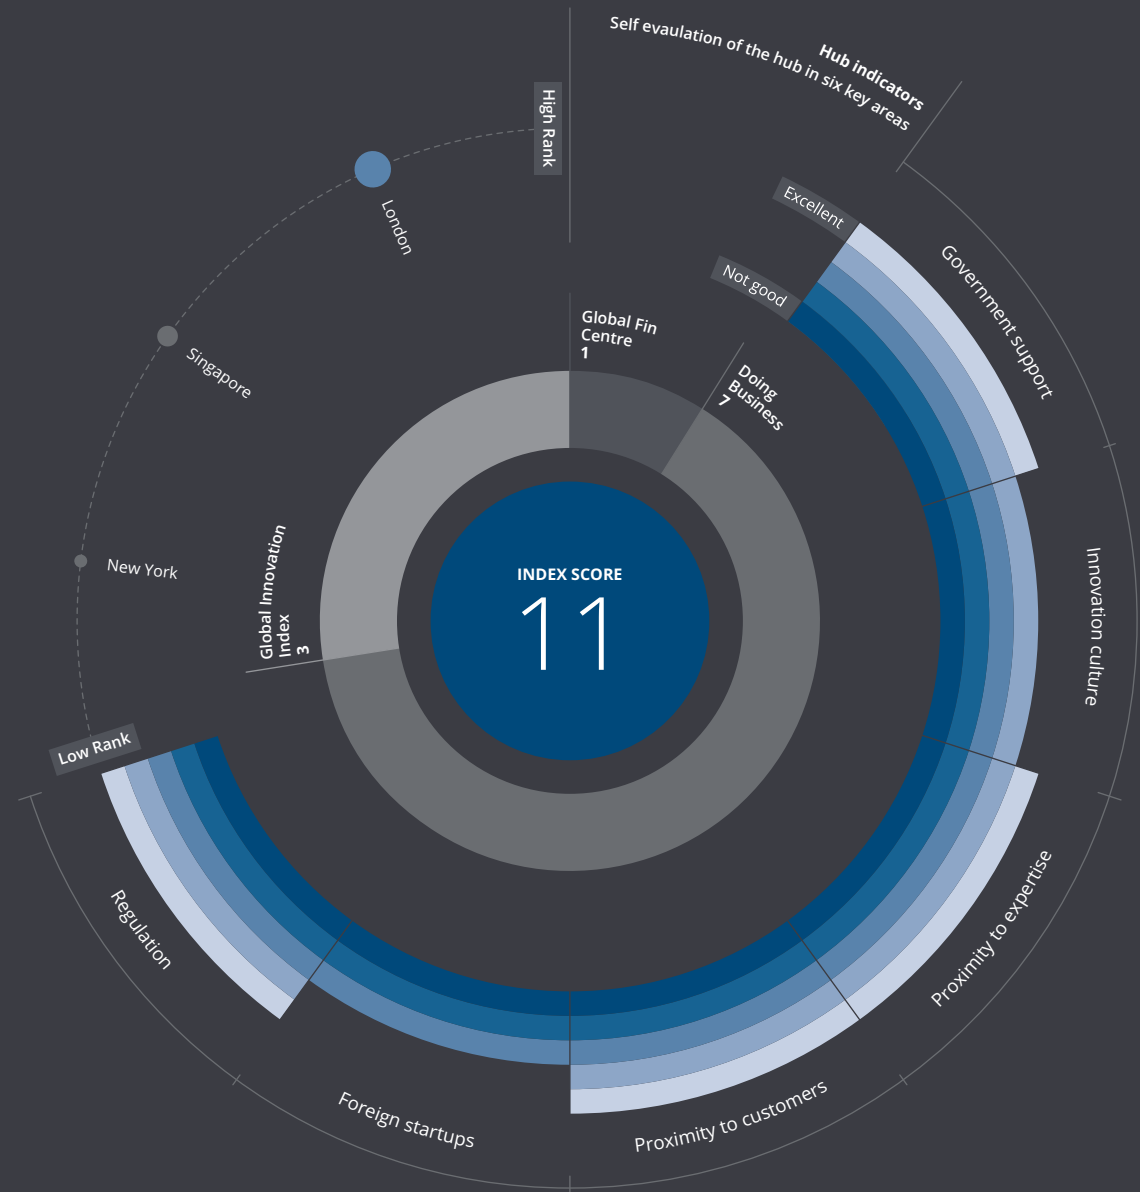 Hub indicators
Self evaulation of the hub in six key areas
High Rank
London
Singapore
New York
Low Rank
Excellent
Not good
Global Fin
Centre
1
Doing
Business
7
Global Innovation
Index
3
INDEX SCORE
11
Government support
Innovation culture
Proximity to expertise
Proximity to customers
Foreign startups
Regulation